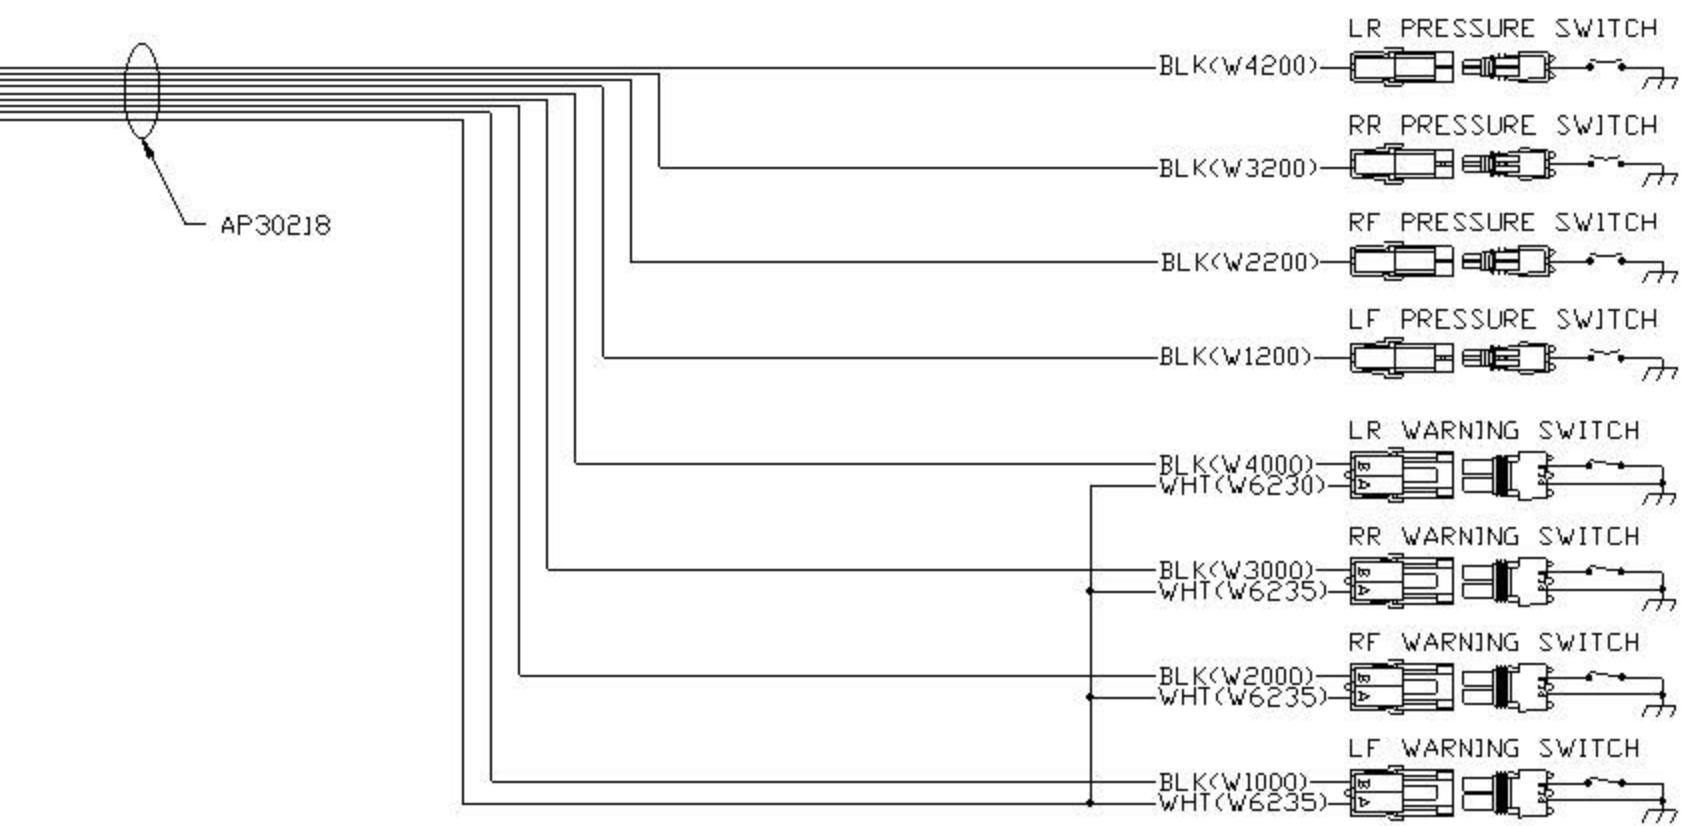 LR PRESSURE SWITCH
BLK(W4200)
RR PRESSURE SWITCH
BLK(W3200)
AP30218
RF PRESSURE SWITCH
BLK(W2200)
LF PRESSURE SWITCH
BLK(W1200)
LR WARNING SWITCH
BLK(W4000)
B
WHT(W6230)
A
RR WARNING SWITCH
BLK(W3000)
B
WHT(W6235)
A
RF WARNING SWITCH
BLK(W2000)
B
WHT(W6235)
A
LF WARNING SWITCH
BLK(W1000)
B
WHT(W6235)
A